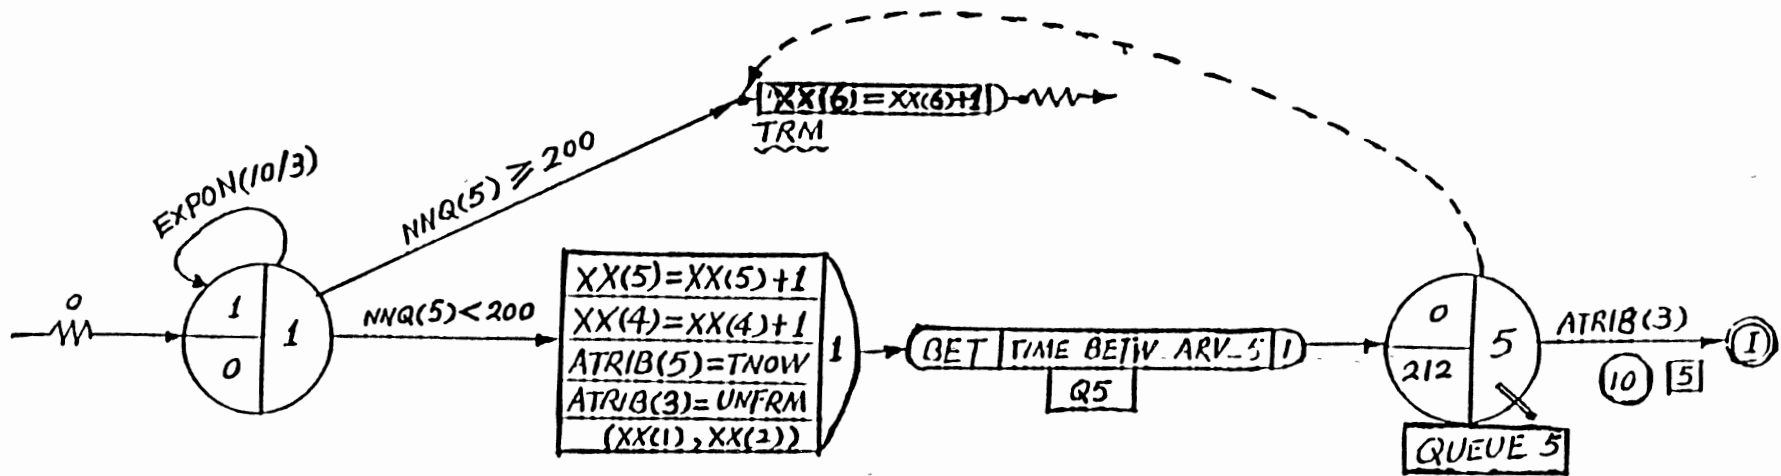 XX(6)=XX(6)+1
TRM
NNQ(5)≥200
EXPON(10/3)
0
1
0
1
NNQ(5)<200
XX(5)=XX(5)+1
XX(4)=XX(4)+1
ATRIB(5)=TNOW
ATRIB(3)=UNFRM
(XX(1),XX(2))
1
BET TIME BETW ARV_5 1
Q5
0
212
5
QUEUE 5
ATRIB(3)
10 5
I